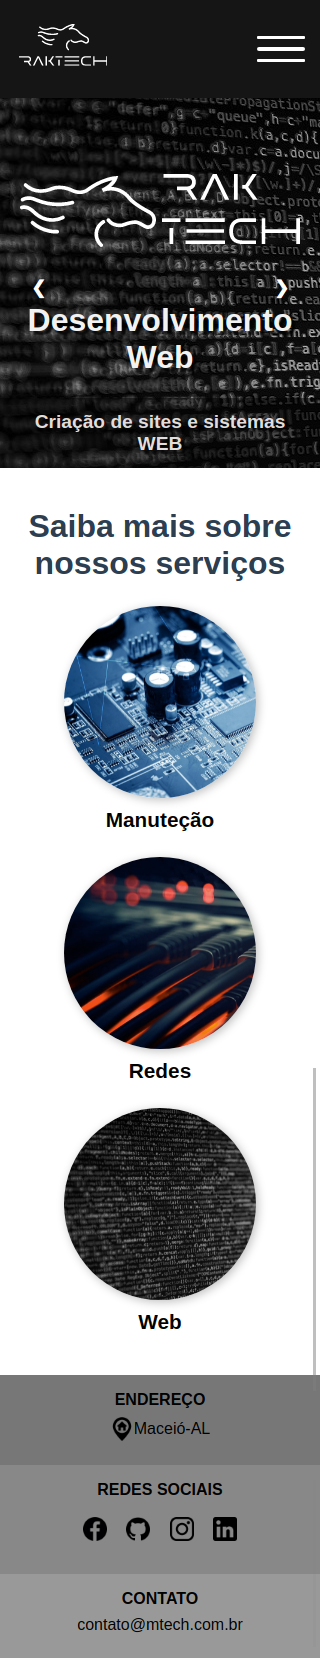 RAKTECH
RAK
TECH
❮ ❯
Desenvolvimento
Web
Criação de sites e sistemas
WEB
Saiba mais sobre
nossos serviços
Manuteção
Redes
Web
ENDEREÇO
Maceió-AL
REDES SOCIAIS
CONTATO
contato@mtech.com.br